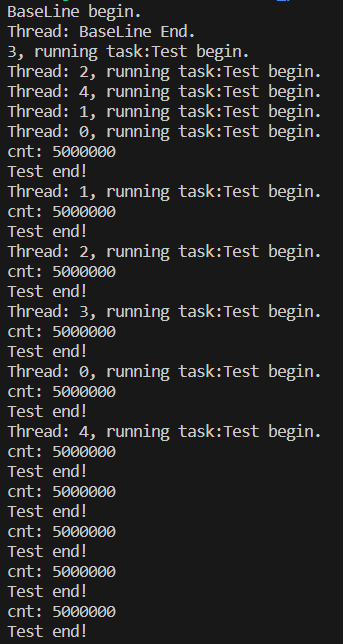 BaseLine begin.
Thread: BaseLine End.
3, running task:Test begin.
Thread: 2, running task:Test begin.
Thread: 4, running task:Test begin.
Thread: 1, running task:Test begin.
Thread: 0, running task:Test begin.
cnt: 5000000
Test end!
Thread: 1, running task:Test begin.
cnt: 5000000
Test end!
Thread: 2, running task:Test begin.
cnt: 5000000
Test end!
Thread: 3, running task:Test begin.
cnt: 5000000
Test end!
Thread: 0, running task:Test begin.
cnt: 5000000
Test end!
Thread: 4, running task:Test begin.
cnt: 5000000
Test end!
cnt: 5000000
Test end!
cnt: 5000000
Test end!
cnt: 5000000
Test end!
cnt: 5000000
Test end!